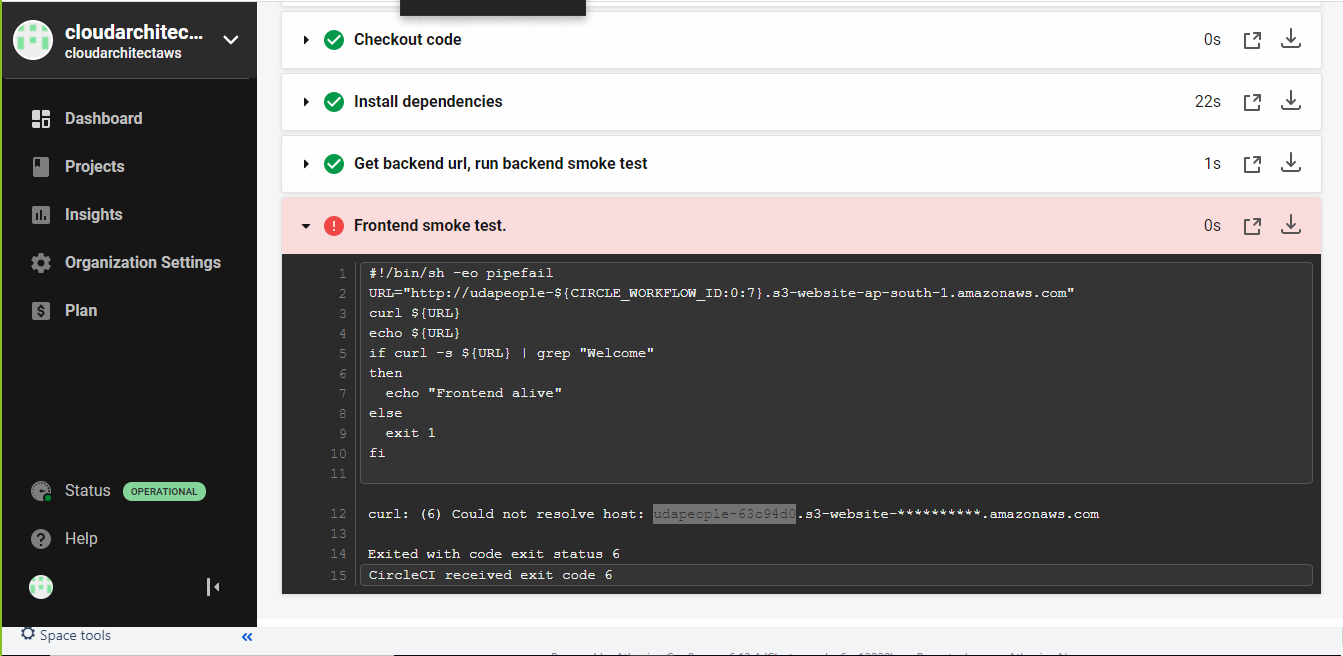 cloudarchitec...
cloudarchitectaws
Dashboard
Projects
Insights
Organization Settings
Plan
Status OPERATIONAL
Help
Space tools
Checkout code 0s
Install dependencies 22s
Get backend url, run backend smoke test 1s
Frontend smoke test. 0s
1 #!/bin/sh -eo pipefail
2 URL="http://udapeople-${CIRCLE_WORKFLOW_ID:0:7}.s3-website-ap-south-1.amazonaws.com"
3 curl ${URL}
4 echo ${URL}
5 if curl -s ${URL} | grep "Welcome"
6 then
7 echo "Frontend alive"
8 else
9 exit 1
10 fi
11
12 curl: (6) Could not resolve host: udapeople-63c94d0.s3-website-**********.amazonaws.com
13
14 Exited with code exit status 6
15 CircleCI received exit code 6